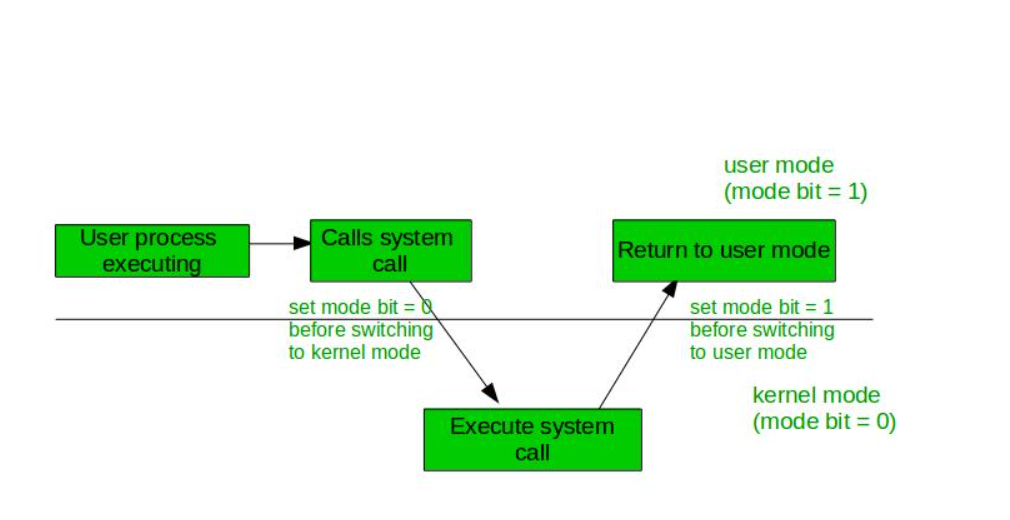 user mode
(mode bit = 1)
User process
executing
Calls system
call
Return to user mode
set mode bit = 0
before switching
to kernel mode
set mode bit = 1
before switching
to user mode
kernel mode
(mode bit = 0)
Execute system
call